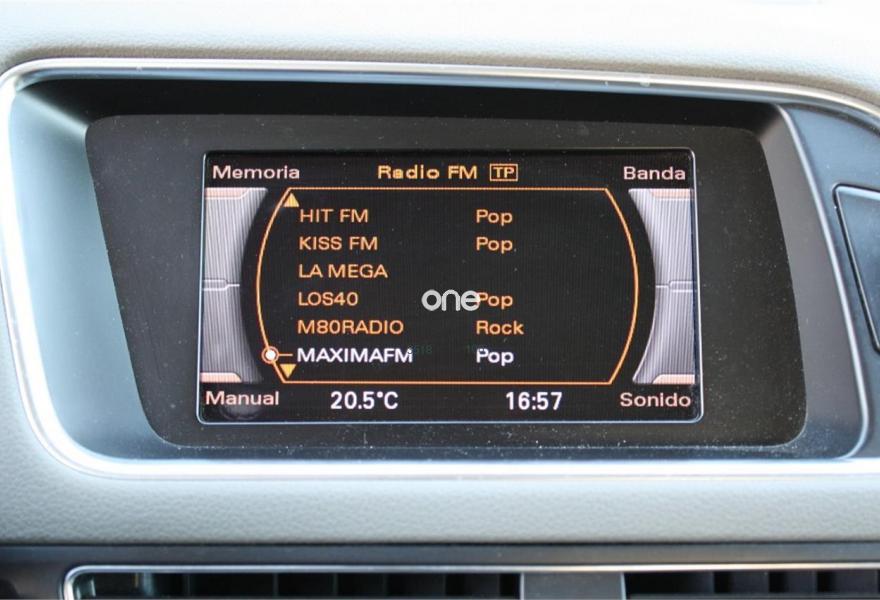 Memoria Radio FM TP Banda
HIT FM Pop
KISS FM Pop
LA MEGA
LOS40 one Pop
M80RADIO Rock
MAXIMAFM Pop
Manual 20.5°C 16:57 Sonido